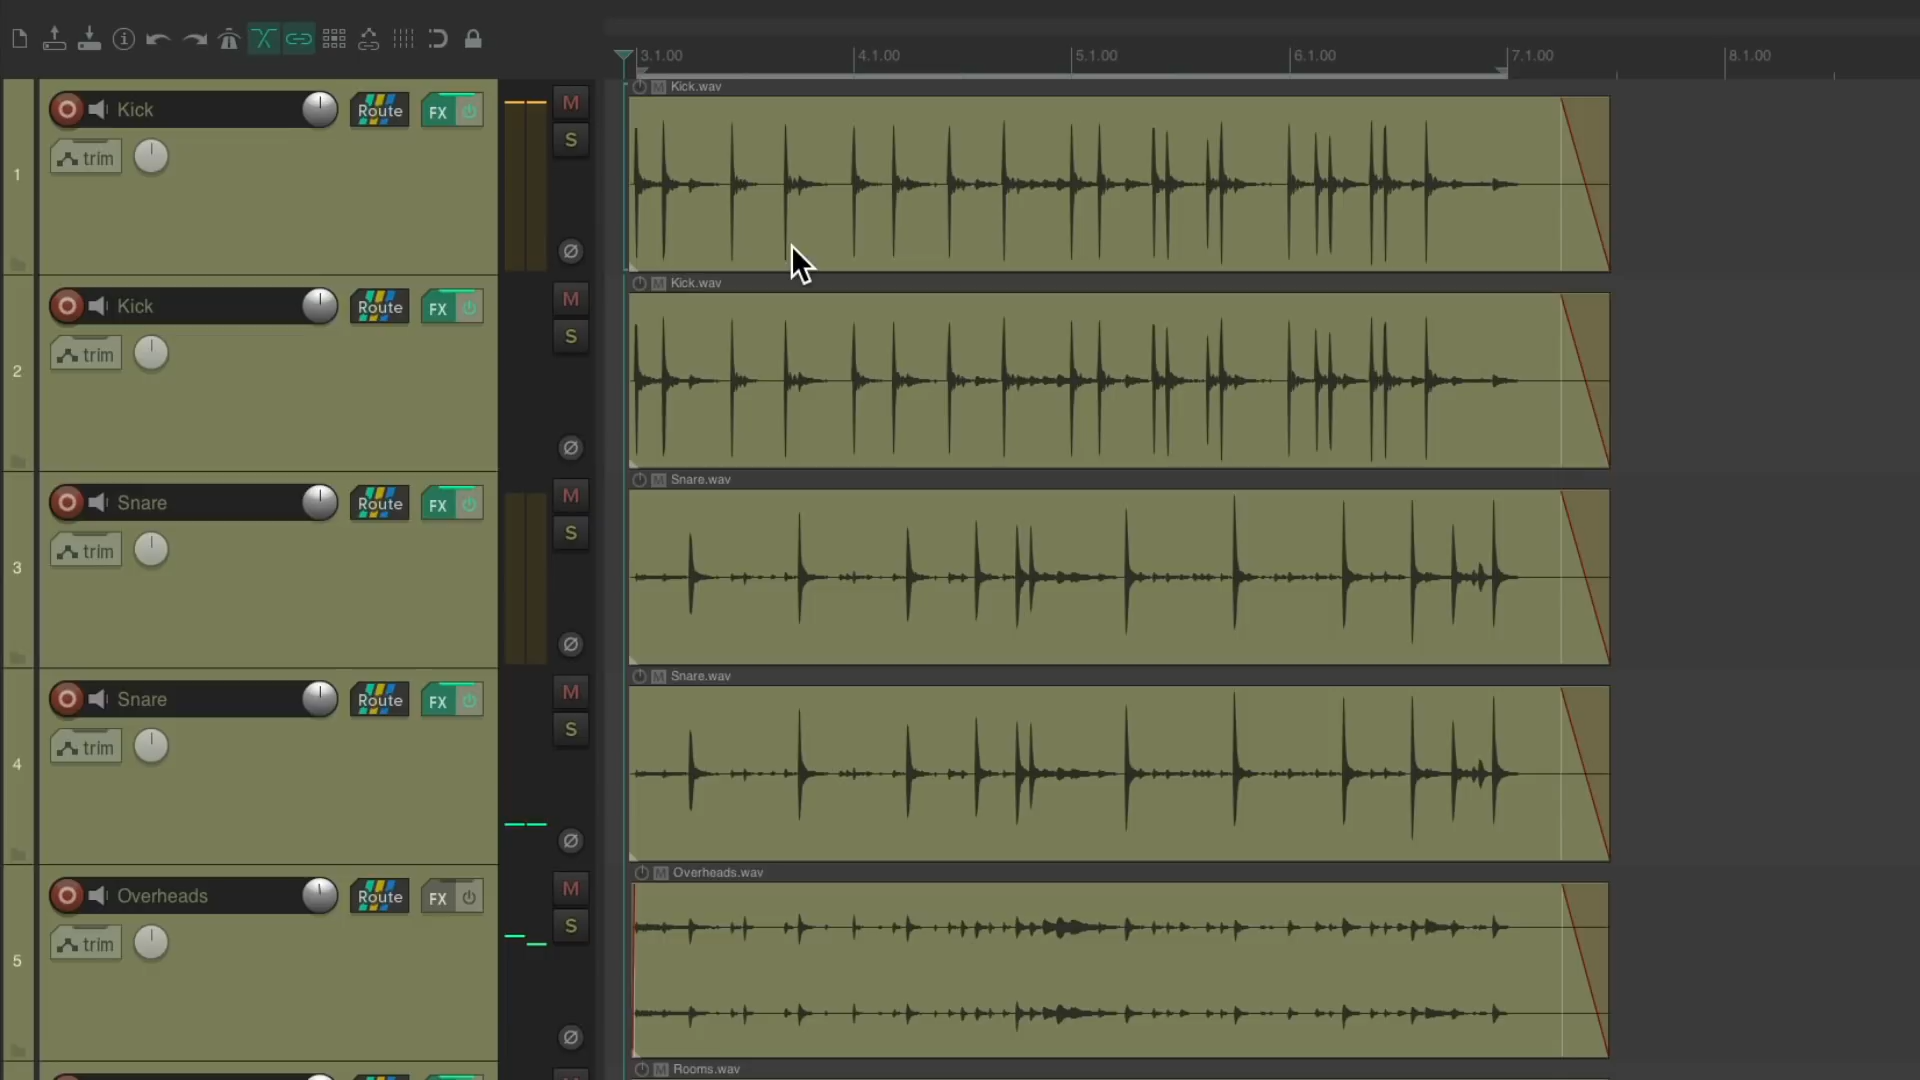 3.1.00 4.1.00 5.1.00 6.1.00 7.1.00 8.1.00
M Kick.wav
Kick Route FX M
trim S
1
M Kick.wav
Kick Route FX M
trim S
2
M Snare.wav
Snare Route FX M
trim S
3
M Snare.wav
Snare Route FX M
trim S
4
M Overheads.wav
Overheads Route FX M
trim S
5
M Rooms.wav